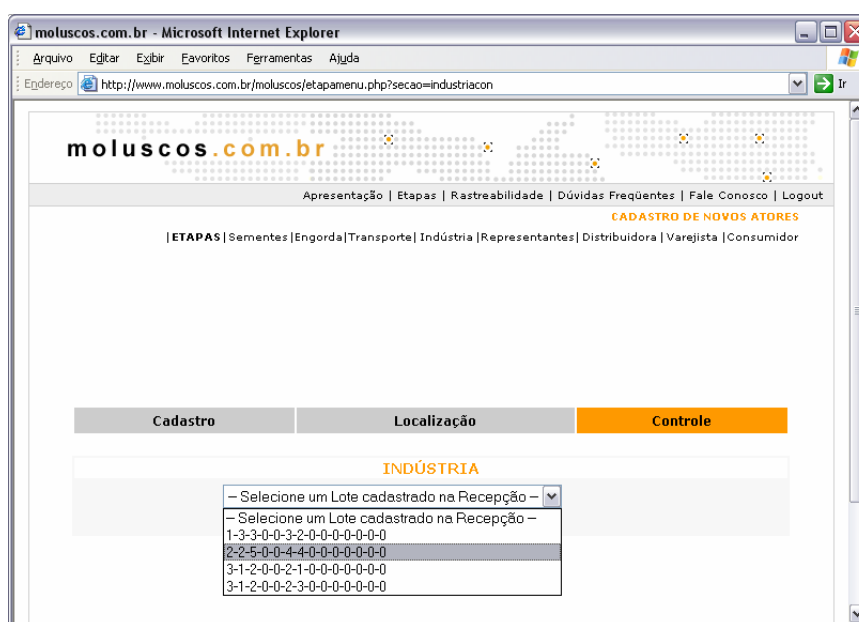 moluscos.com.br - Microsoft Internet Explorer
Arquivo Editar Exibir Favoritos Ferramentas Ajuda
Endereço http://www.moluscos.com.br/moluscos/etapamenu.php?secao=industriacon Ir
moluscos.com.br
Apresentação | Etapas | Rastreabilidade | Dúvidas Freqüentes | Fale Conosco | Logout
CADASTRO DE NOVOS ATORES
|ETAPAS| Sementes |Engorda|Transporte| Indústria |Representantes| Distribuidora | Varejista |Consumidor
Cadastro Localização Controle
INDÚSTRIA
– Selecione um Lote cadastrado na Recepção –
– Selecione um Lote cadastrado na Recepção –
1-3-3-0-0-3-2-0-0-0-0-0-0-0
2-2-5-0-0-4-4-0-0-0-0-0-0-0
3-1-2-0-0-2-1-0-0-0-0-0-0-0
3-1-2-0-0-2-3-0-0-0-0-0-0-0